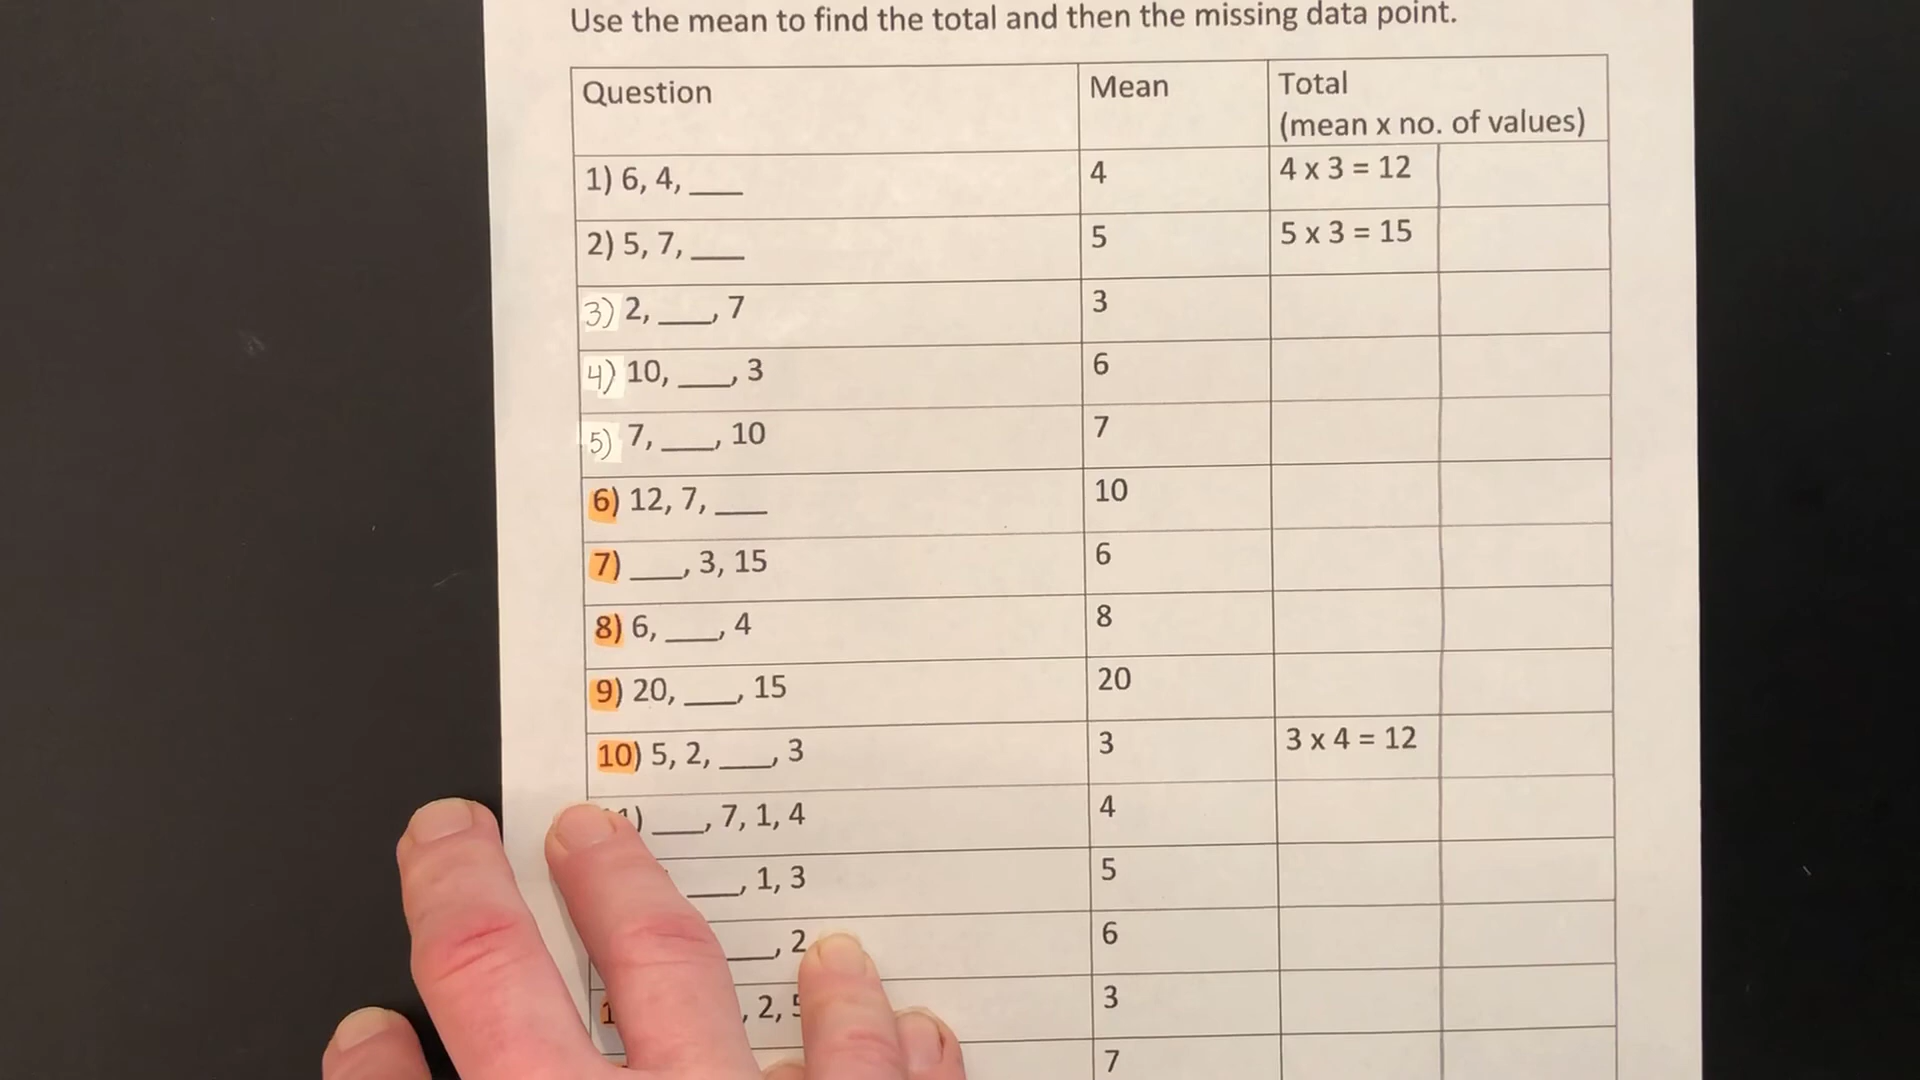 Use the mean to find the total and then the missing data point.
Question Mean Total
(mean x no. of values)
1) 6, 4, ___ 4 4 x 3 = 12
2) 5, 7, ___ 5 5 x 3 = 15
3) 2, ___, 7 3
4) 10, ___, 3 6
5) 7, ___, 10 7
6) 12, 7, ___ 10
7) ___, 3, 15 6
8) 6, ___, 4 8
9) 20, ___, 15 20
10) 5, 2, ___, 3 3 3 x 4 = 12
___, 7, 1, 4 4
___, 1, 3 5
___, 2 6
, 2, 3
7